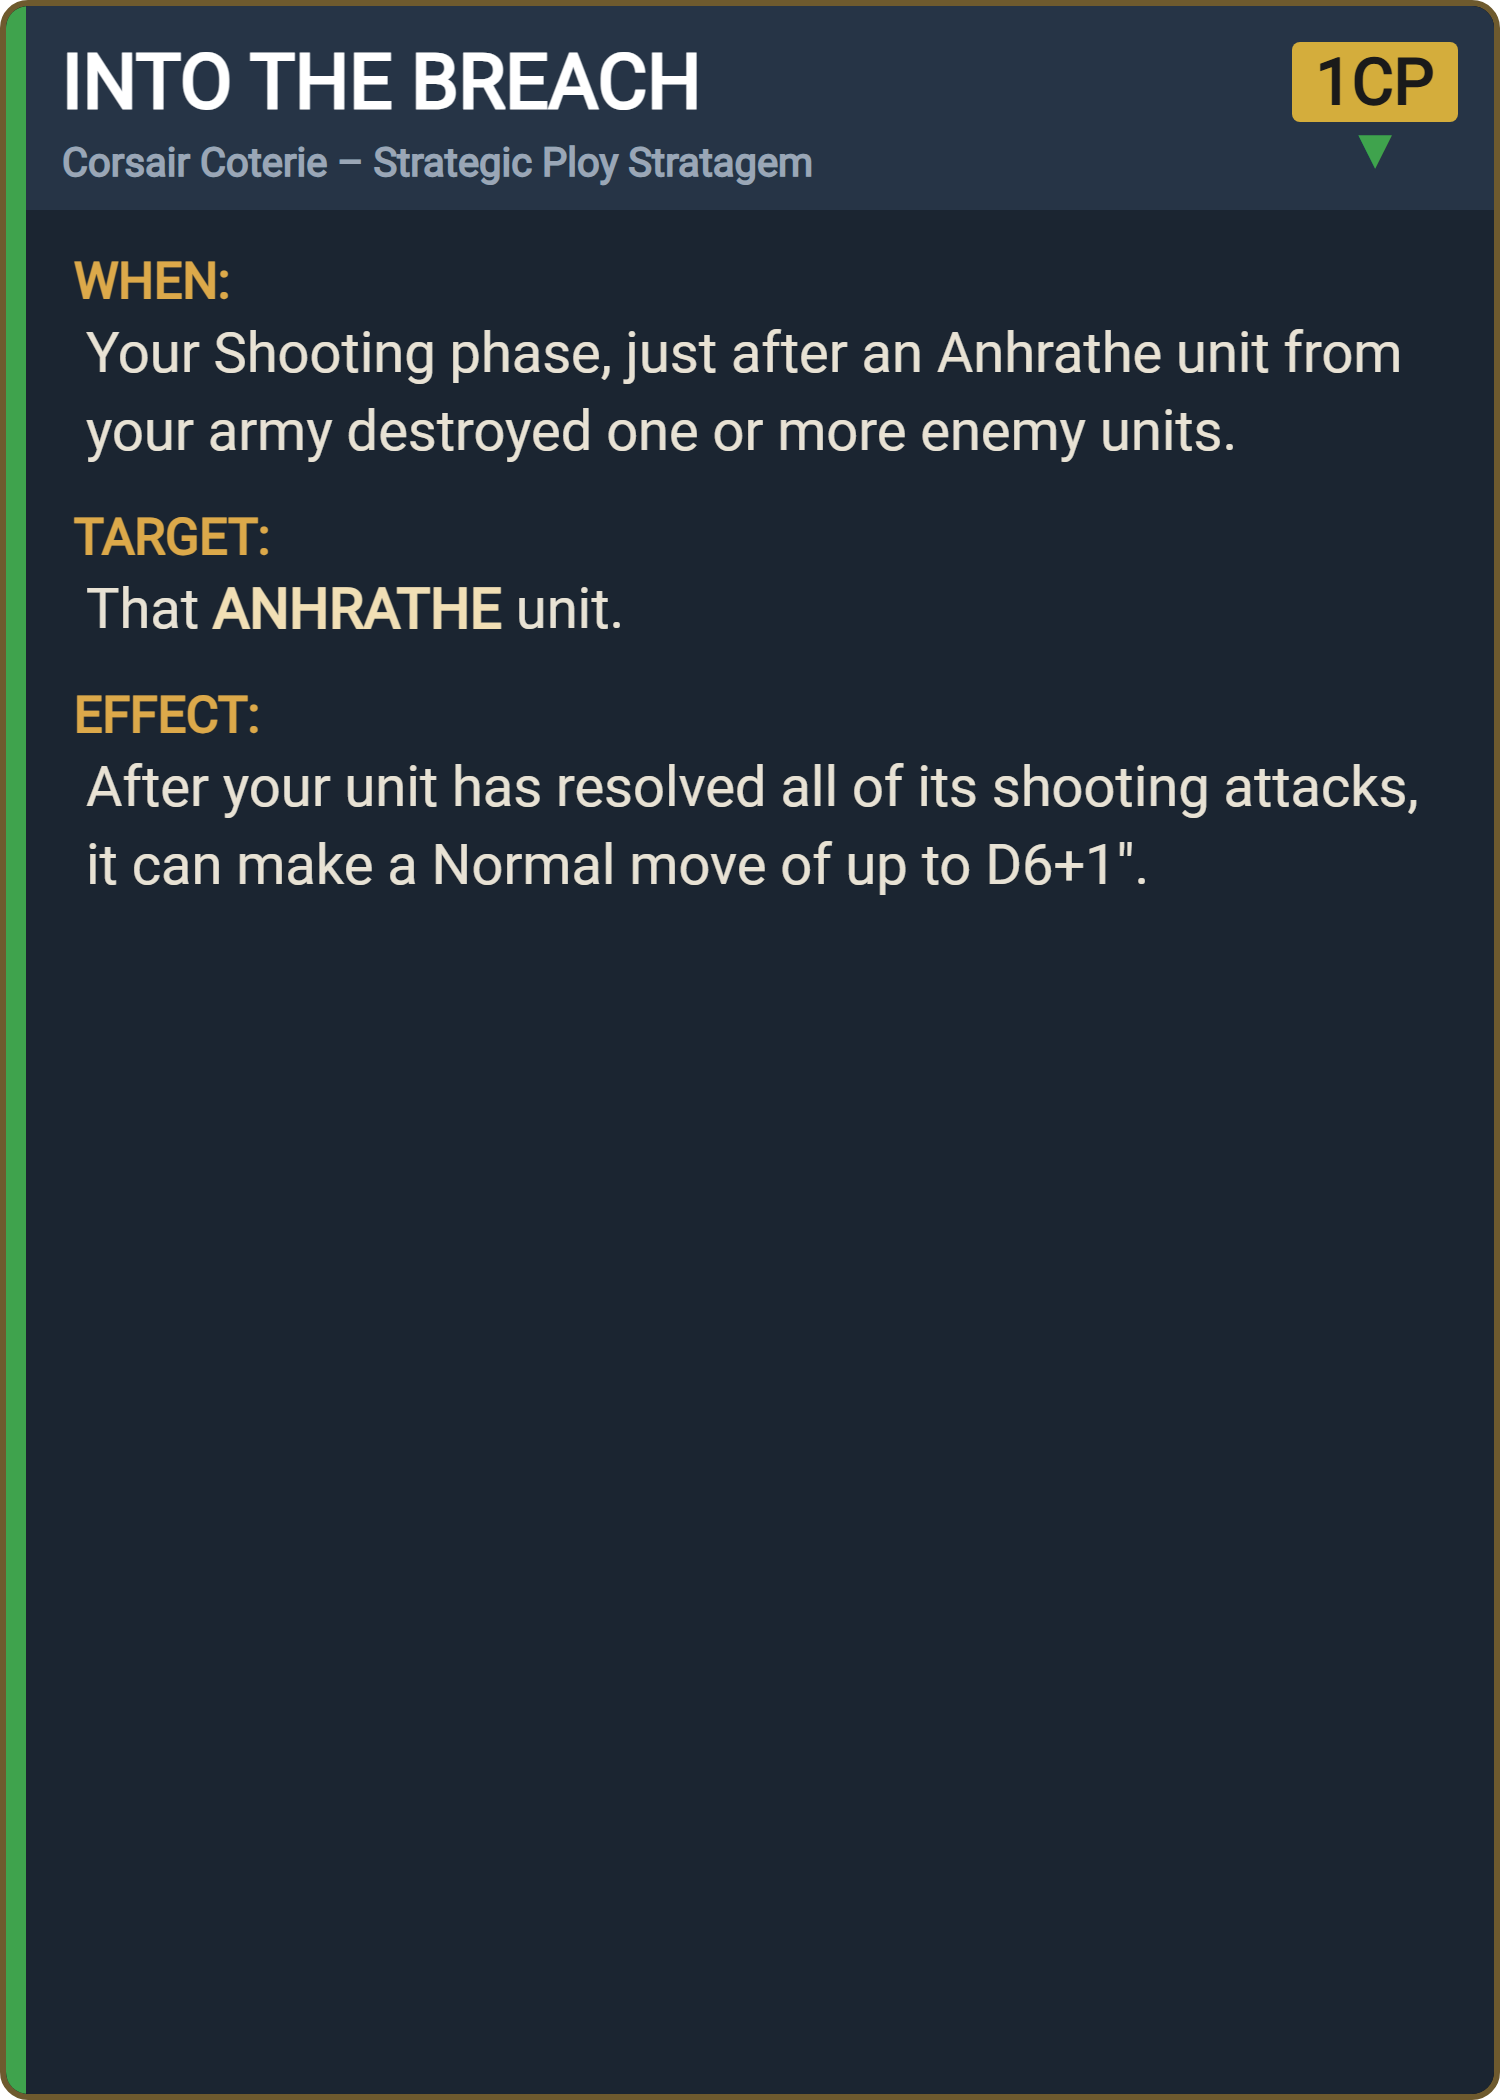 INTO THE BREACH
1CP
Corsair Coterie – Strategic Ploy Stratagem
WHEN:
Your Shooting phase, just after an Anhrathe unit from
your army destroyed one or more enemy units.
TARGET:
That ANHRATHE unit.
EFFECT:
After your unit has resolved all of its shooting attacks,
it can make a Normal move of up to D6+1".